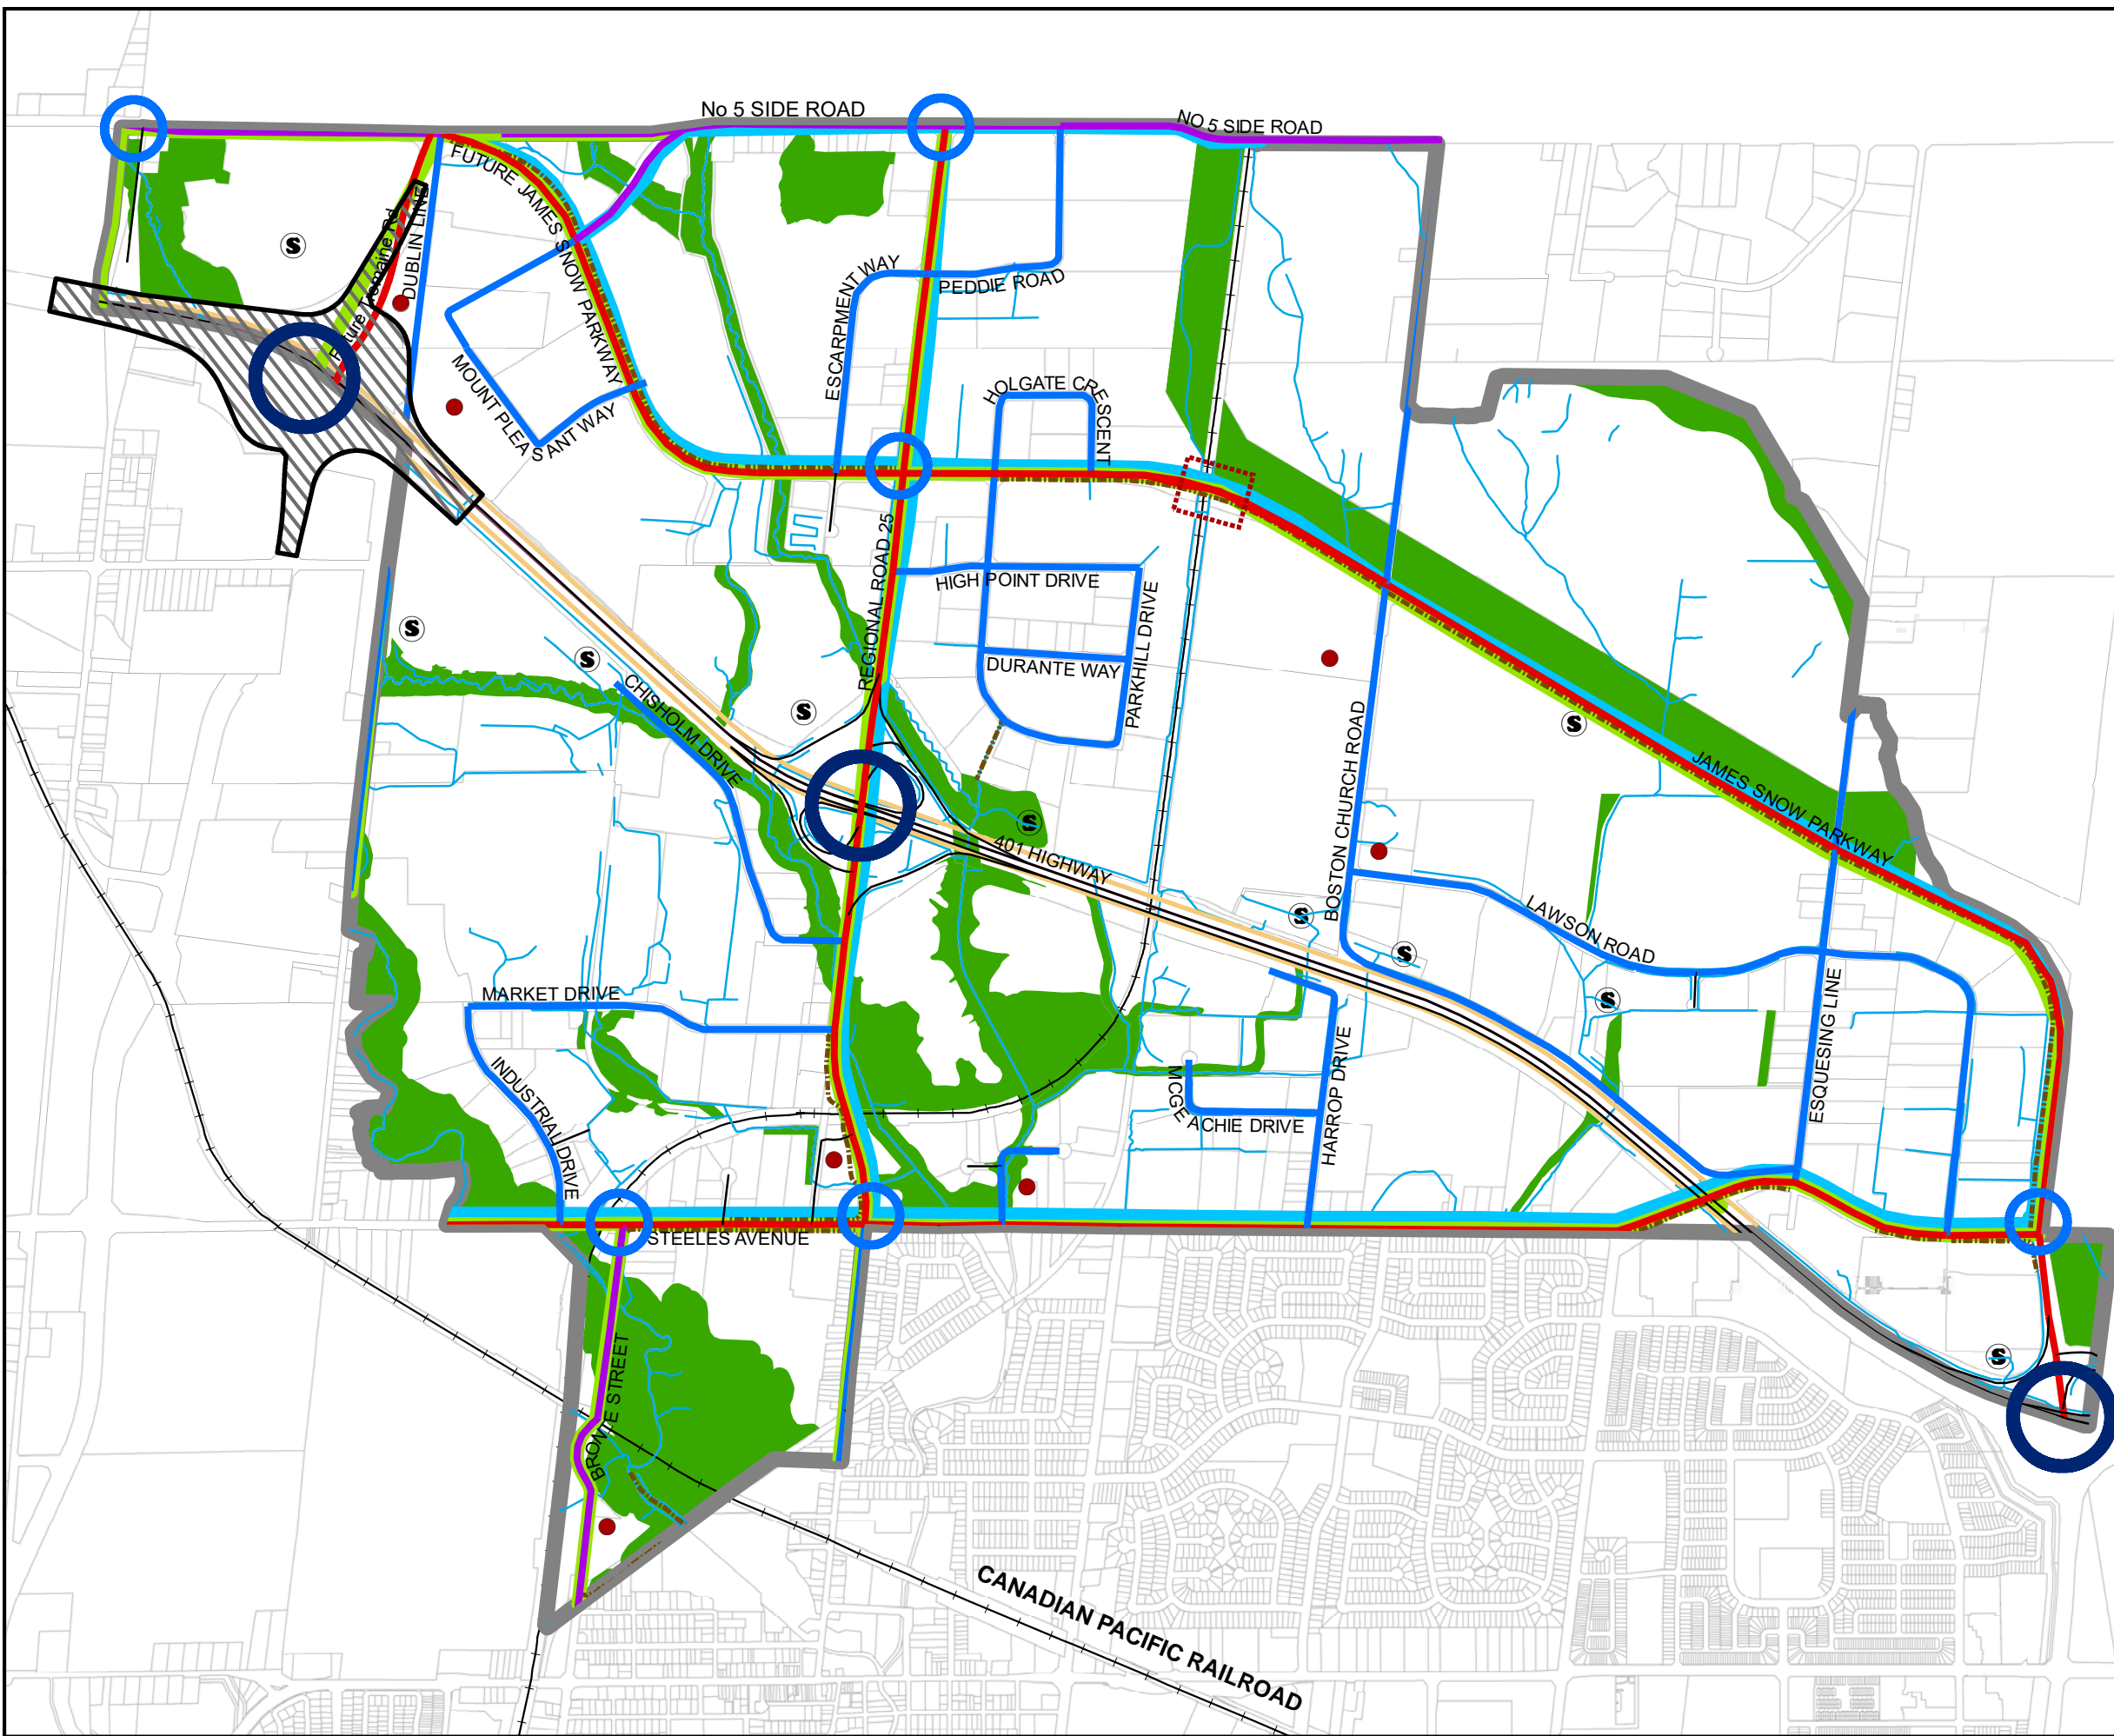 No 5 SIDE ROAD
NO 5 SIDE ROAD
FUTURE JAMES SNOW PARKWAY
DUBLIN LINE
Future Tremaine Rd
S
ESCARPMENT WAY
PEDDIE ROAD
MOUNT PLEASANT WAY
HOLGATE CRESCENT
REGIONAL ROAD 25
HIGH POINT DRIVE
PARKHILL DRIVE
DURANTE WAY
S
S
S
S
CHISHOLM DRIVE
BOSTON CHURCH ROAD
JAMES SNOW PARKWAY
S
401 HIGHWAY
S
S
LAWSON ROAD
S
MARKET DRIVE
ESQUESING LINE
INDUSTRIAL DRIVE
HARROP DRIVE
MCGEACHIE DRIVE
STEELES AVENUE
S
BRONTE STREET
CANADIAN PACIFIC RAILROAD